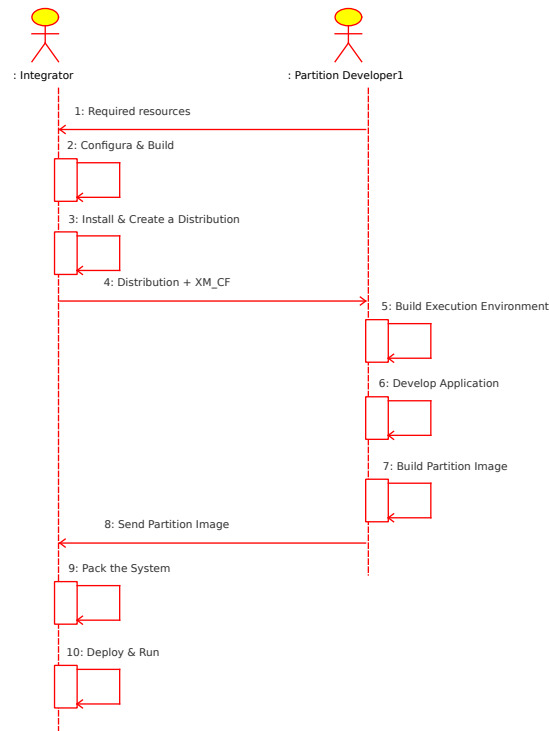 : Integrator
: Partition Developer1
1: Required resources
2: Configura & Build
3: Install & Create a Distribution
4: Distribution + XM_CF
5: Build Execution Environment
6: Develop Application
7: Build Partition Image
8: Send Partition Image
9: Pack the System
10: Deploy & Run